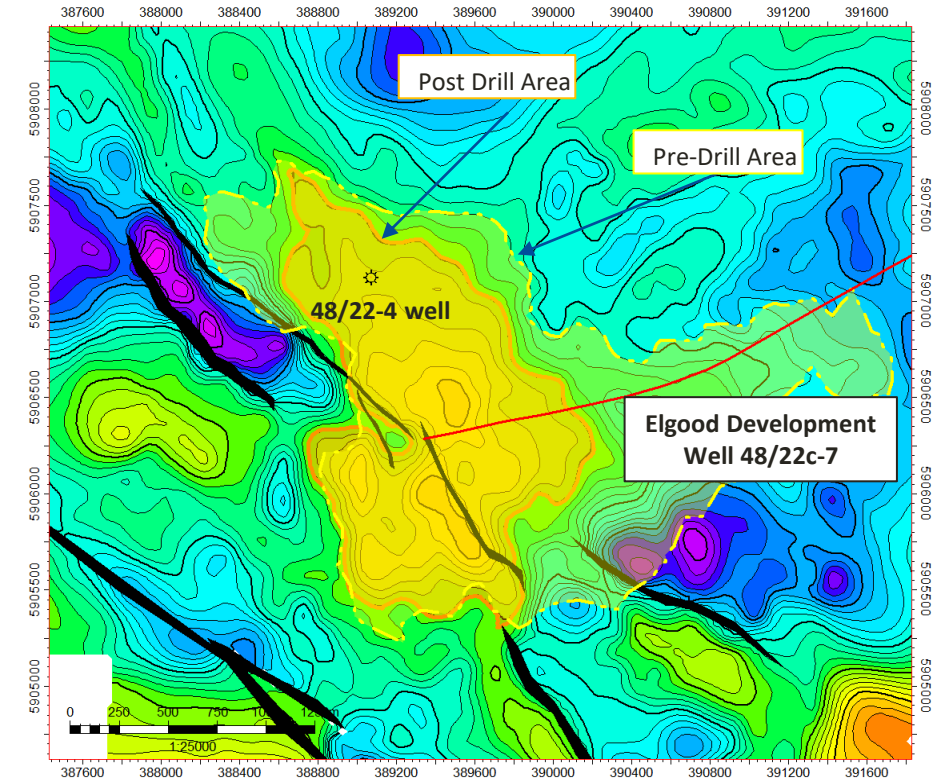 387600 388000 388400 388800 389200 389600 390000 390400 390800 391200 391600
Post Drill Area
Pre-Drill Area
5908000 5908000
5907500 5907500
5907000 5907000
48/22-4 well
5906500 5906500
Elgood Development
Well 48/22c-7
5906000 5906000
5905500 5905500
5905000 5905000
0 250 500 750
1:25000
387600 388000 388400 388800 389200 389600 390000 390400 390800 391200 391600